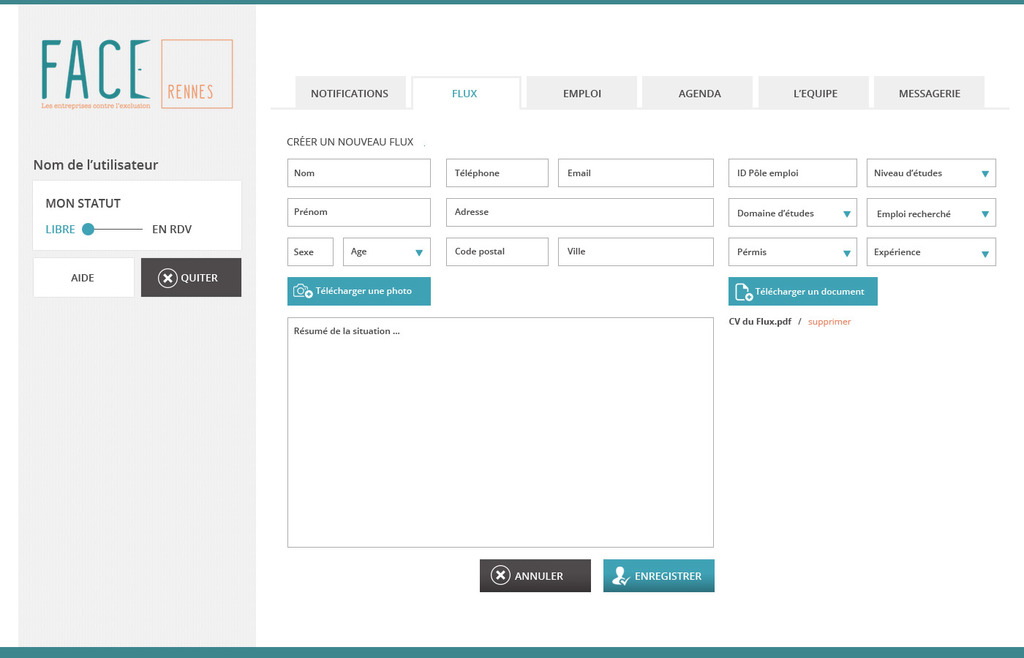 FACE
RENNES
Les entreprises contre l'exclusion
NOTIFICATIONS
FLUX
EMPLOI
AGENDA
L'EQUIPE
MESSAGERIE
Nom de l'utilisateur
MON STATUT
LIBRE EN RDV
AIDE
QUITER
CRÉER UN NOUVEAU FLUX
Nom
Téléphone
Email
ID Pôle emploi
Niveau d'études
Prénom
Adresse
Domaine d'études
Emploi recherché
Sexe
Age
Code postal
Ville
Pérmis
Expérience
Télécharger une photo
Télécharger un document
CV du Flux.pdf / supprimer
Résumé de la situation ...
ANNULER
ENREGISTRER